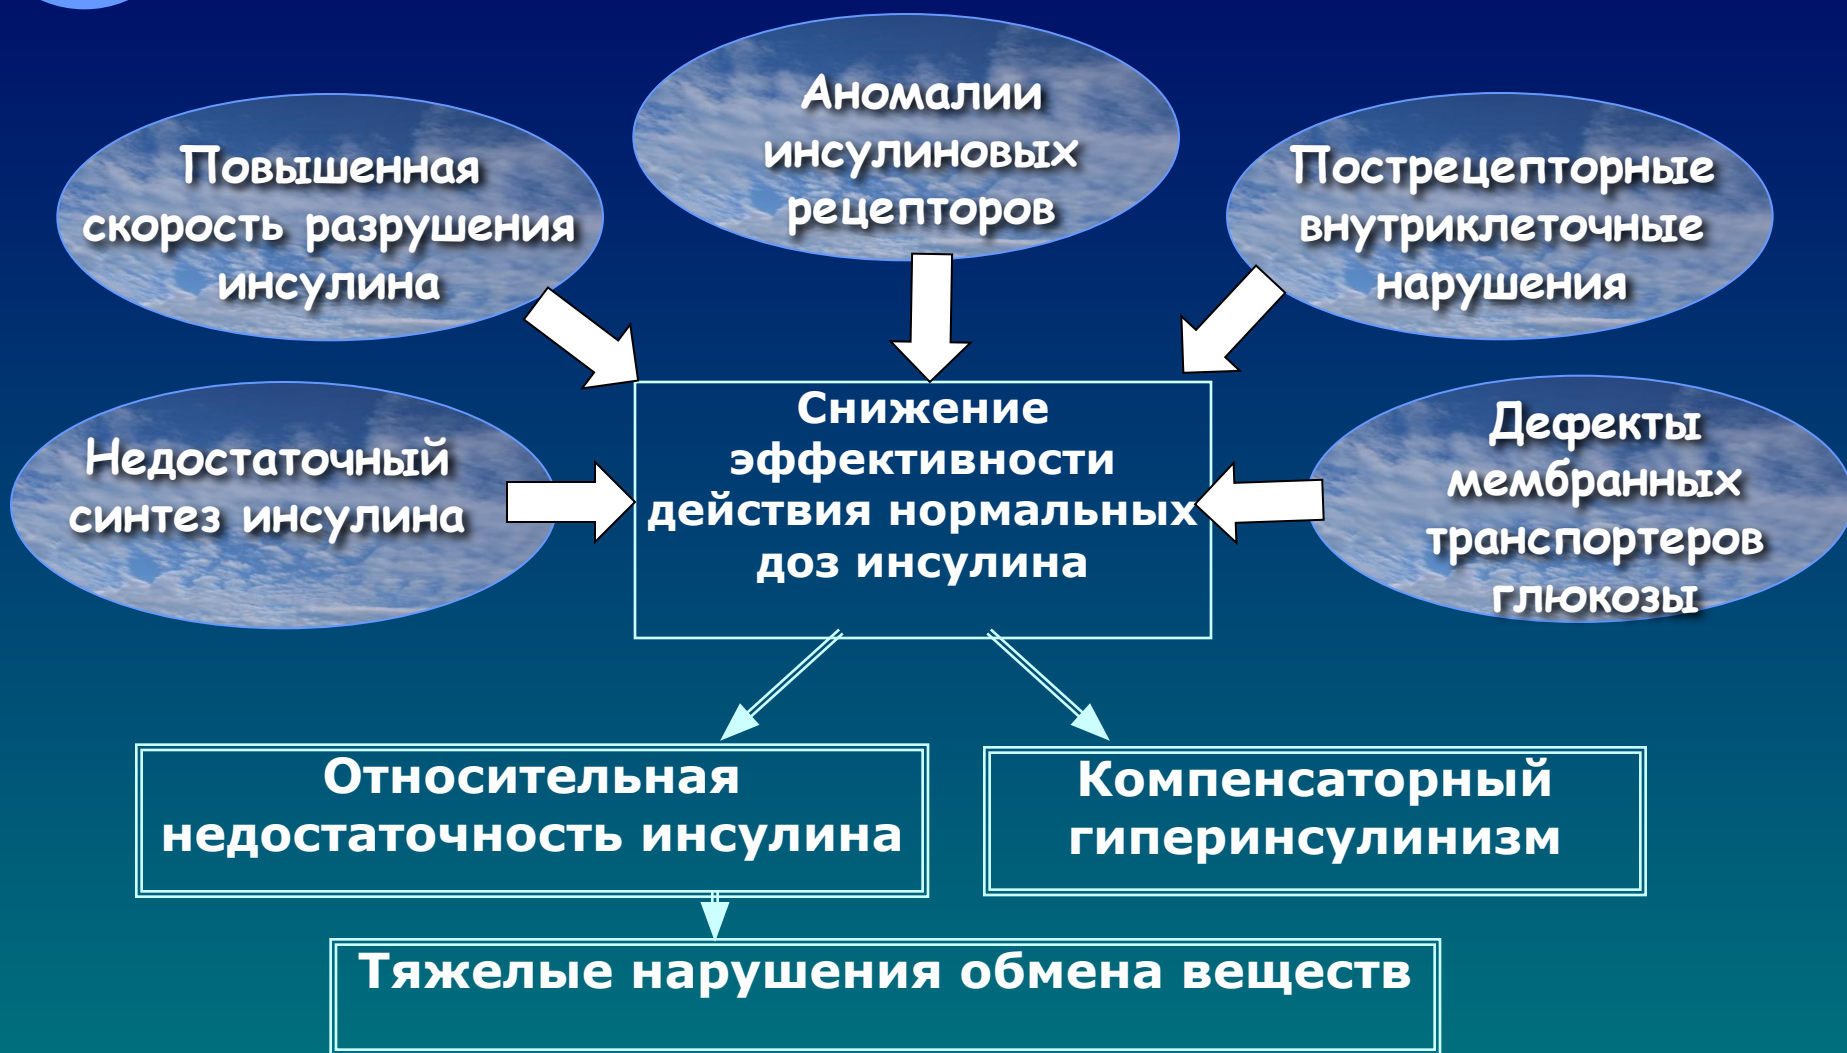 Аномалии
инсулиновых
рецепторов
Повышенная
скорость разрушения
инсулина
Пострецепторные
внутриклеточные
нарушения
Недостаточный
синтез инсулина
Снижение
эффективности
действия нормальных
доз инсулина
Дефекты
мембранных
транспортеров
глюкозы
Относительная
недостаточность инсулина
Компенсаторный
гиперинсулинизм
Тяжелые нарушения обмена веществ